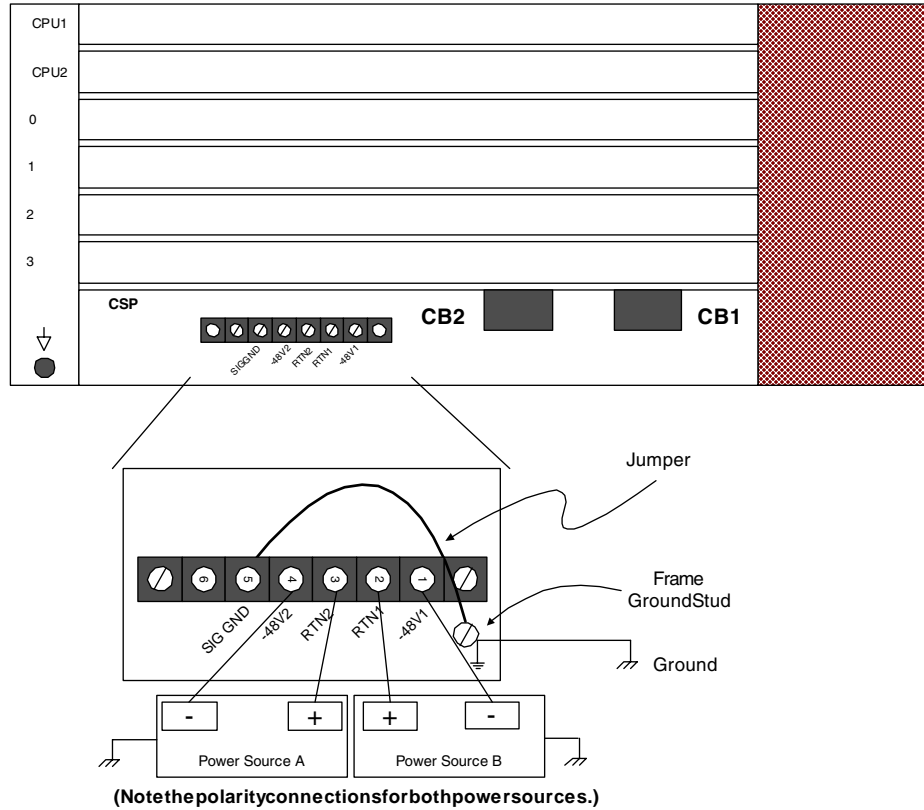 CPU1
CPU2
0
1
2
3
CSP
CB2
CB1
SIGGND
-48V2
RTN2
RTN1
-48V1
Jumper
6
5
4
3
2
1
SIG GND
-48V2
RTN2
RTN1
-48V1
Frame
GroundStud
Ground
-
+
+
-
Power Source A
Power Source B
(Notethepolarityconnectionsforbothpowersources.)